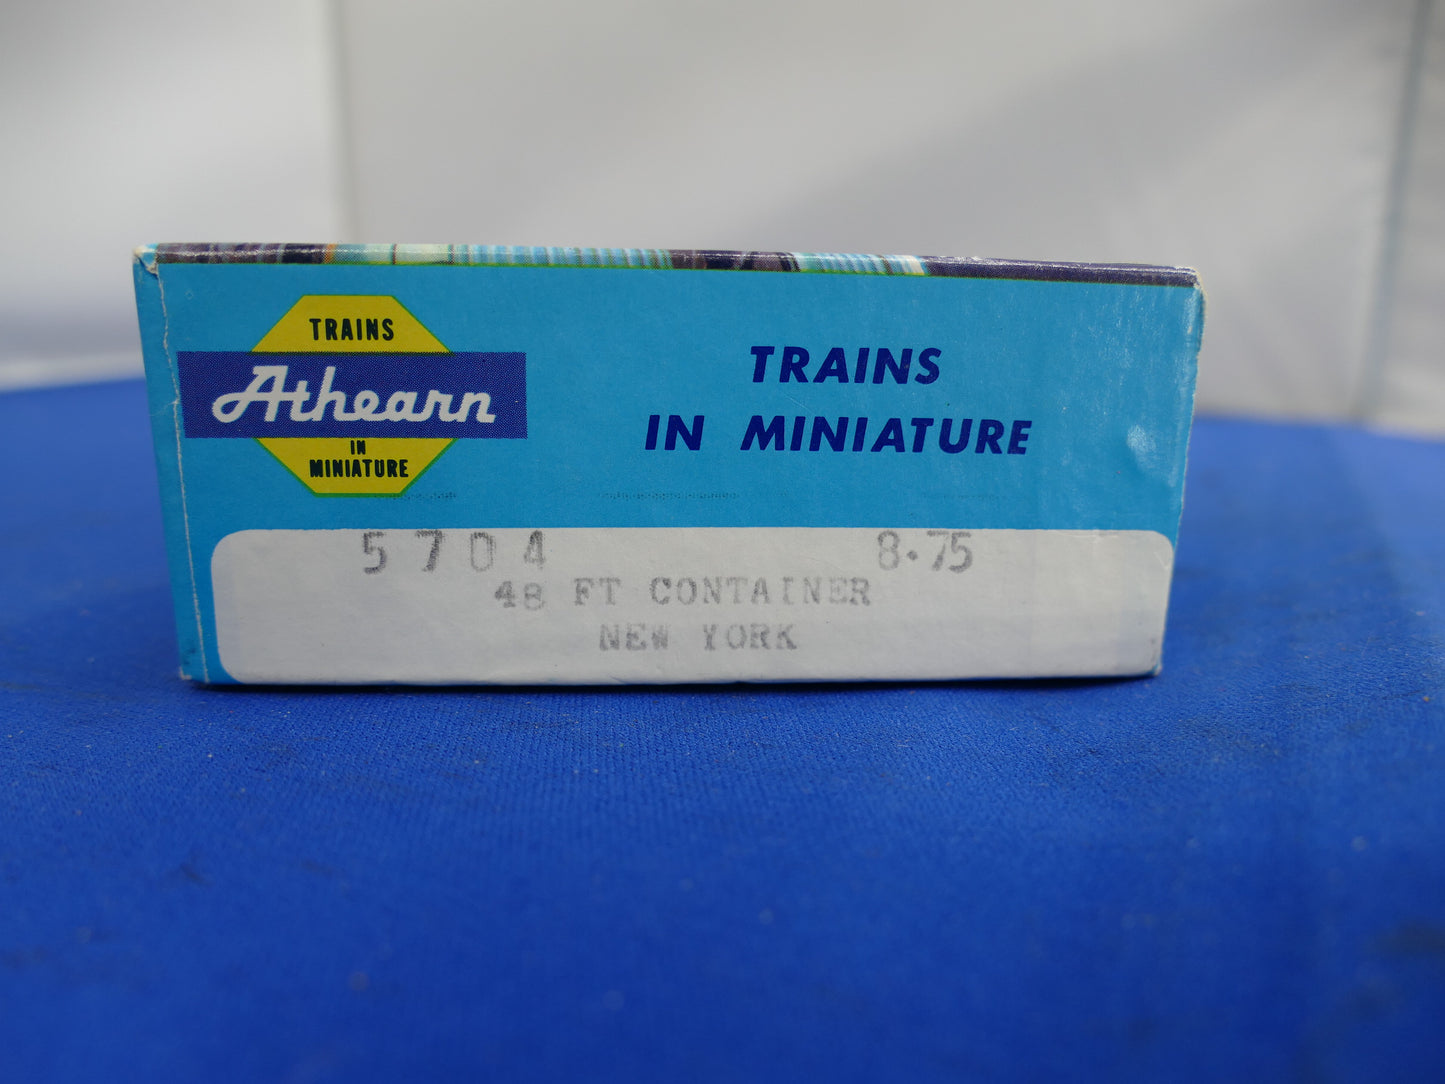 TRAINS
Athearn
IN
MINIATURE
TRAINS
IN MINIATURE
5704 8.75
48 FT CONTAINER
NEW YORK